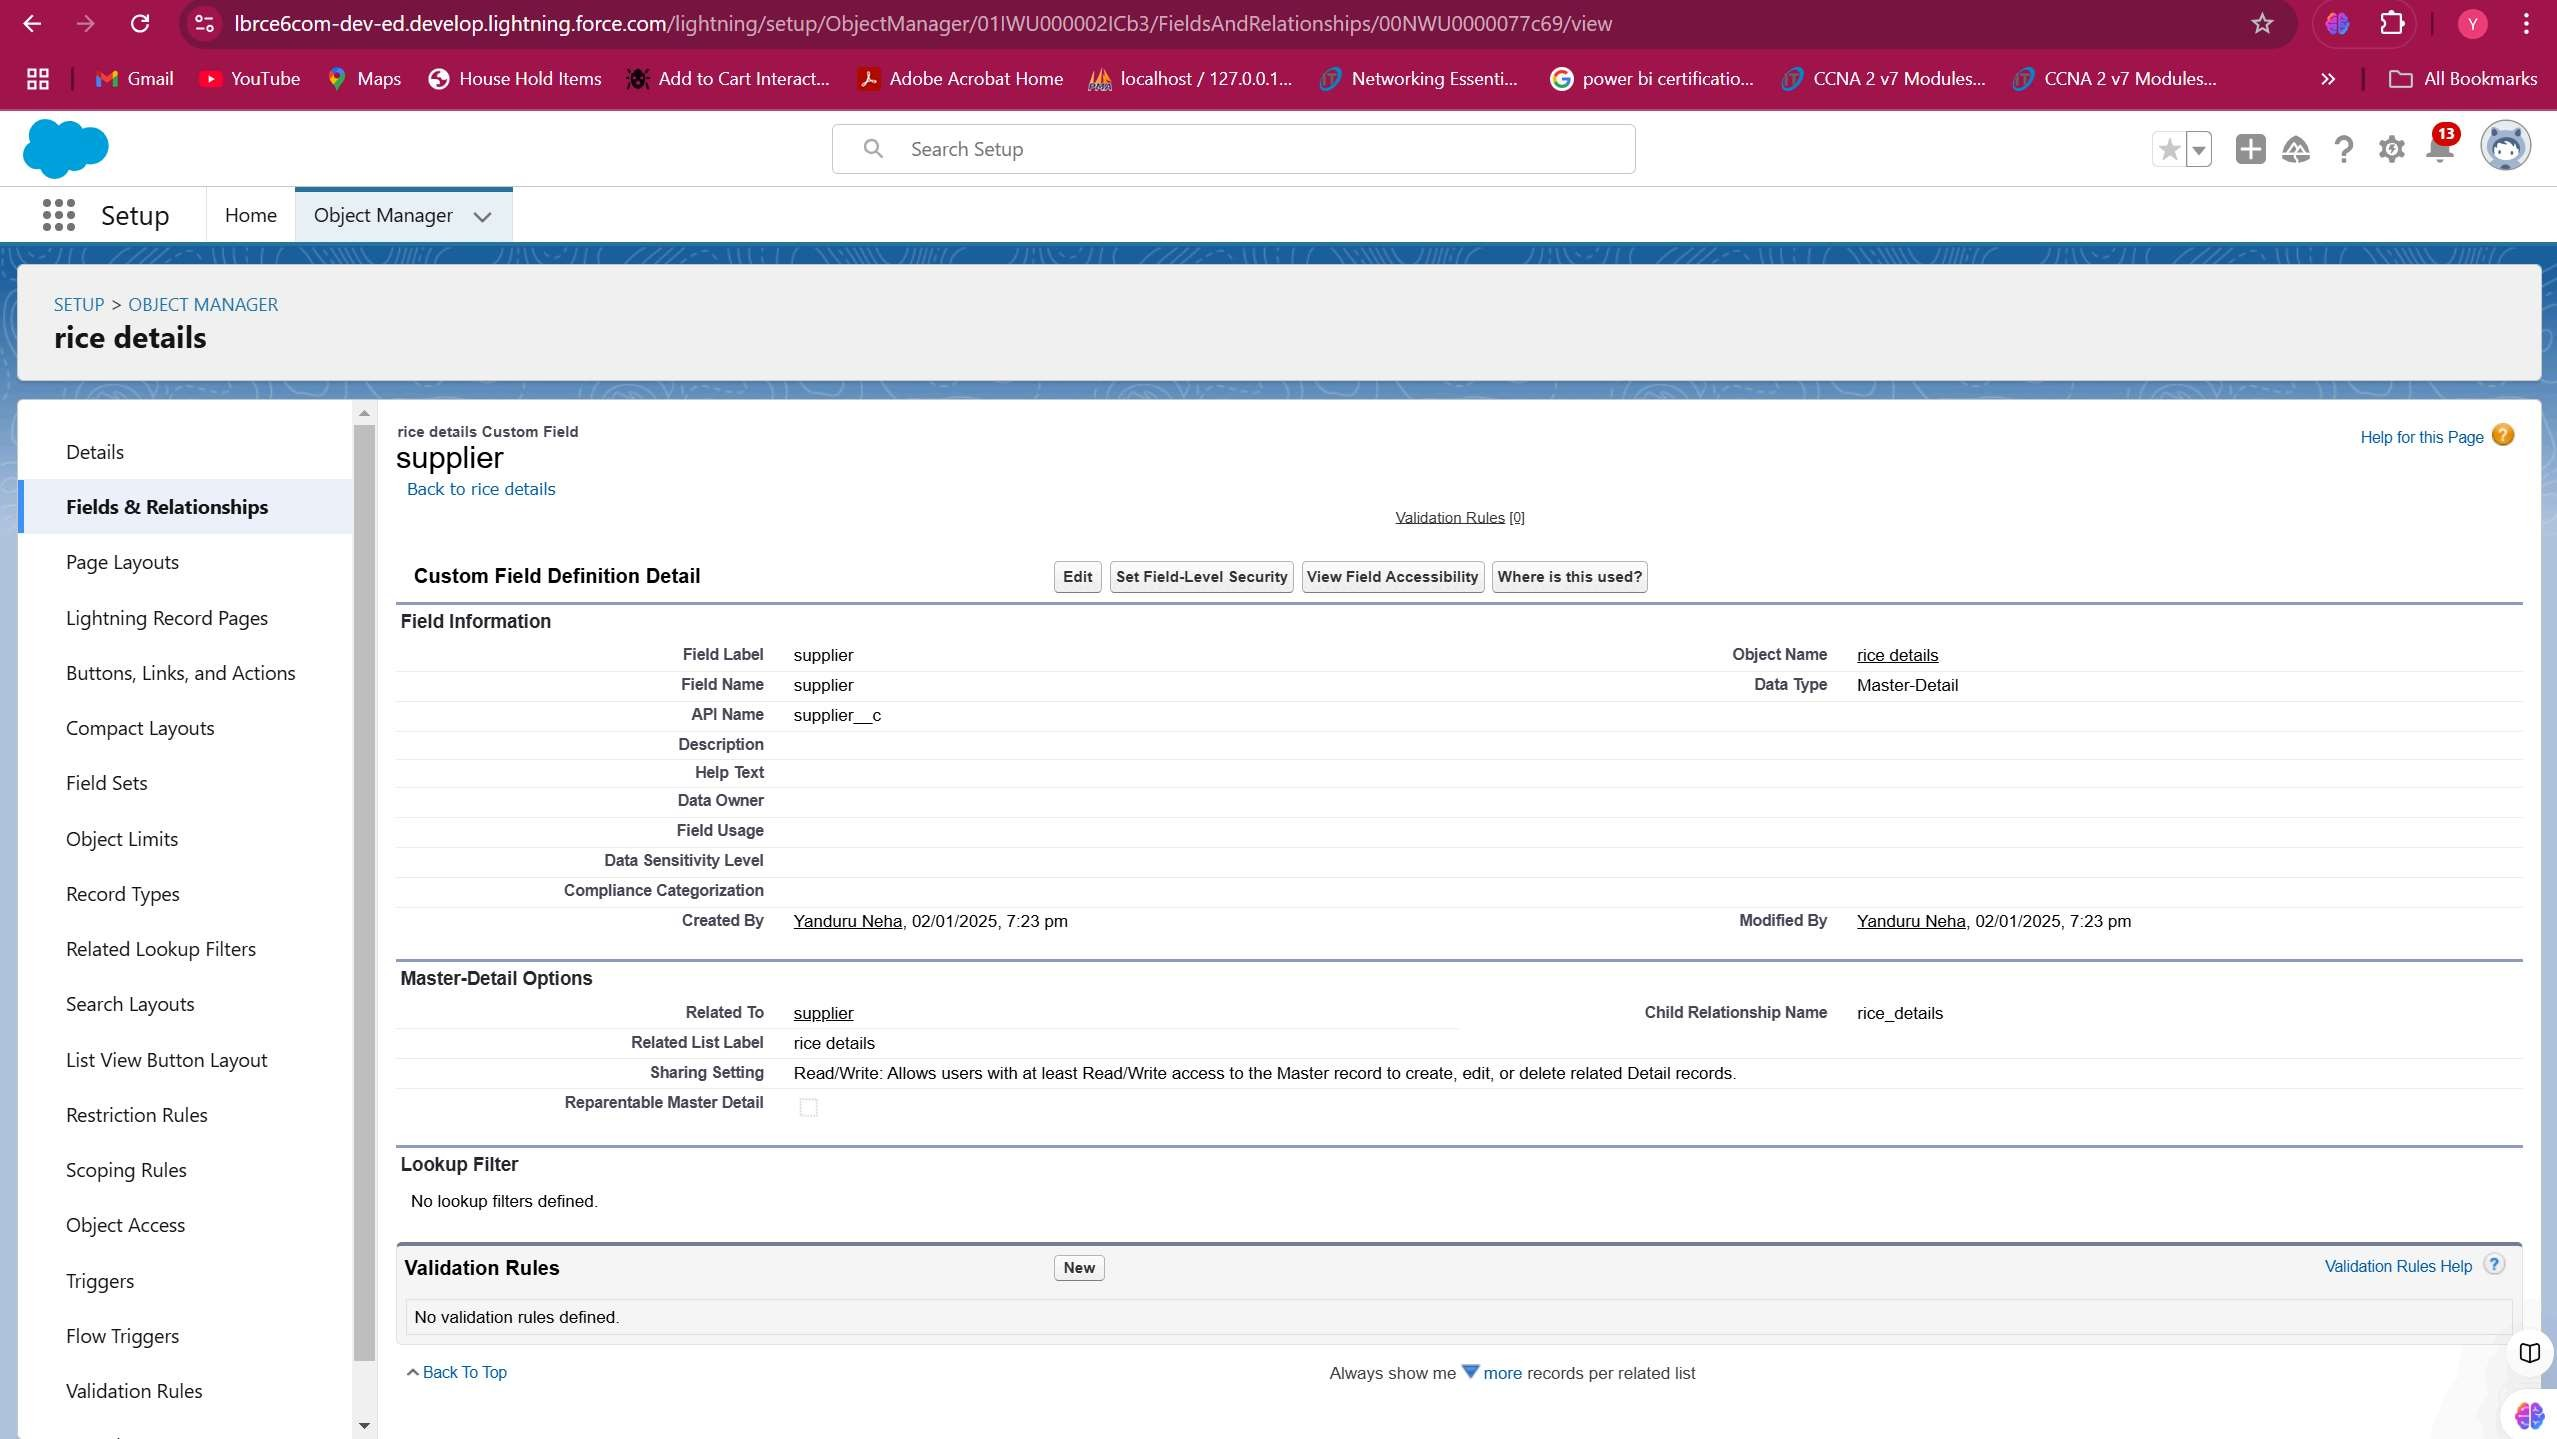 lbrce6com-dev-ed.develop.lightning.force.com/lightning/setup/ObjectManager/01IWU000002ICb3/FieldsAndRelationships/00NWU0000077c69/view
Y
Gmail YouTube Maps House Hold Items Add to Cart Interact... Adobe Acrobat Home localhost / 127.0.0.1... Networking Essenti... power bi certificatio... CCNA 2 v7 Modules... CCNA 2 v7 Modules... » All Bookmarks
Search Setup
13
Setup Home Object Manager
SETUP > OBJECT MANAGER
rice details
Details
Fields & Relationships
Page Layouts
Lightning Record Pages
Buttons, Links, and Actions
Compact Layouts
Field Sets
Object Limits
Record Types
Related Lookup Filters
Search Layouts
List View Button Layout
Restriction Rules
Scoping Rules
Object Access
Triggers
Flow Triggers
Validation Rules
rice details Custom Field
supplier
Back to rice details
Help for this Page ?
Validation Rules [0]
Custom Field Definition Detail Edit Set Field-Level Security View Field Accessibility Where is this used?
Field Information
Field Label supplier Object Name rice details
Field Name supplier Data Type Master-Detail
API Name supplier__c
Description
Help Text
Data Owner
Field Usage
Data Sensitivity Level
Compliance Categorization
Created By Yanduru Neha, 02/01/2025, 7:23 pm Modified By Yanduru Neha, 02/01/2025, 7:23 pm
Master-Detail Options
Related To supplier Child Relationship Name rice_details
Related List Label rice details
Sharing Setting Read/Write: Allows users with at least Read/Write access to the Master record to create, edit, or delete related Detail records.
Reparentable Master Detail
Lookup Filter
No lookup filters defined.
Validation Rules New Validation Rules Help ?
No validation rules defined.
Back To Top Always show me more records per related list